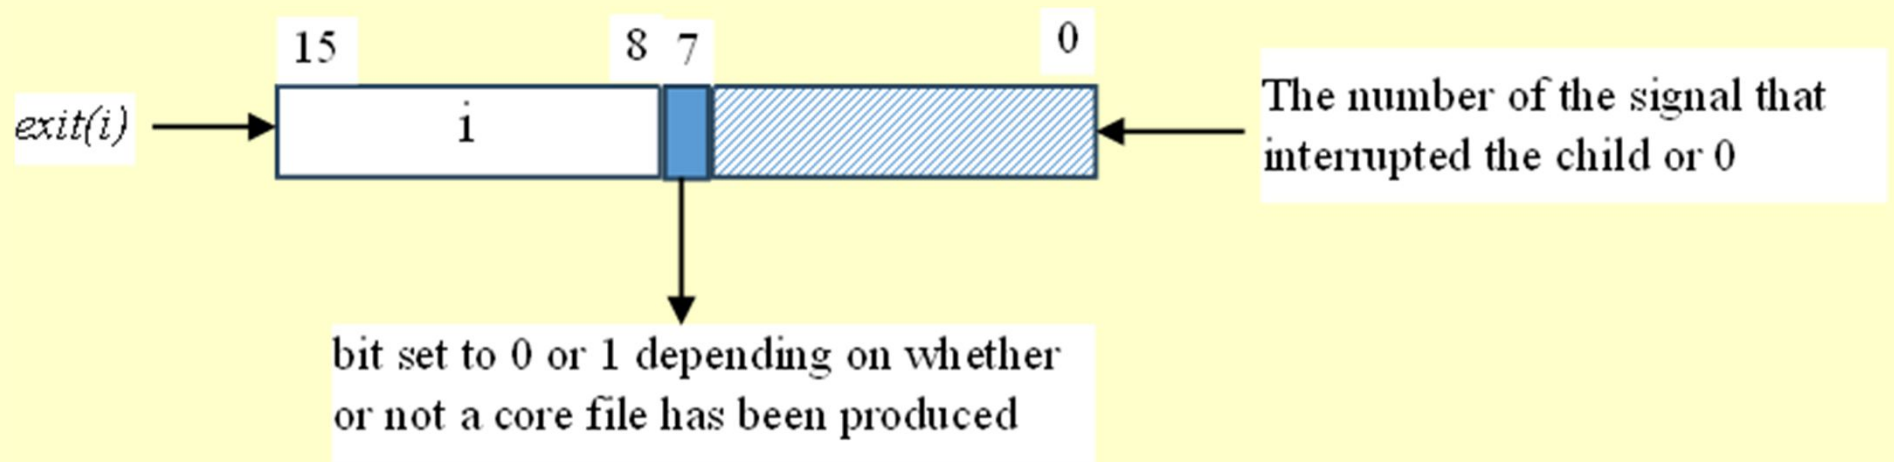 15
8
7
0
exit(i)
i
The number of the signal that
interrupted the child or 0
bit set to 0 or 1 depending on whether
or not a core file has been produced